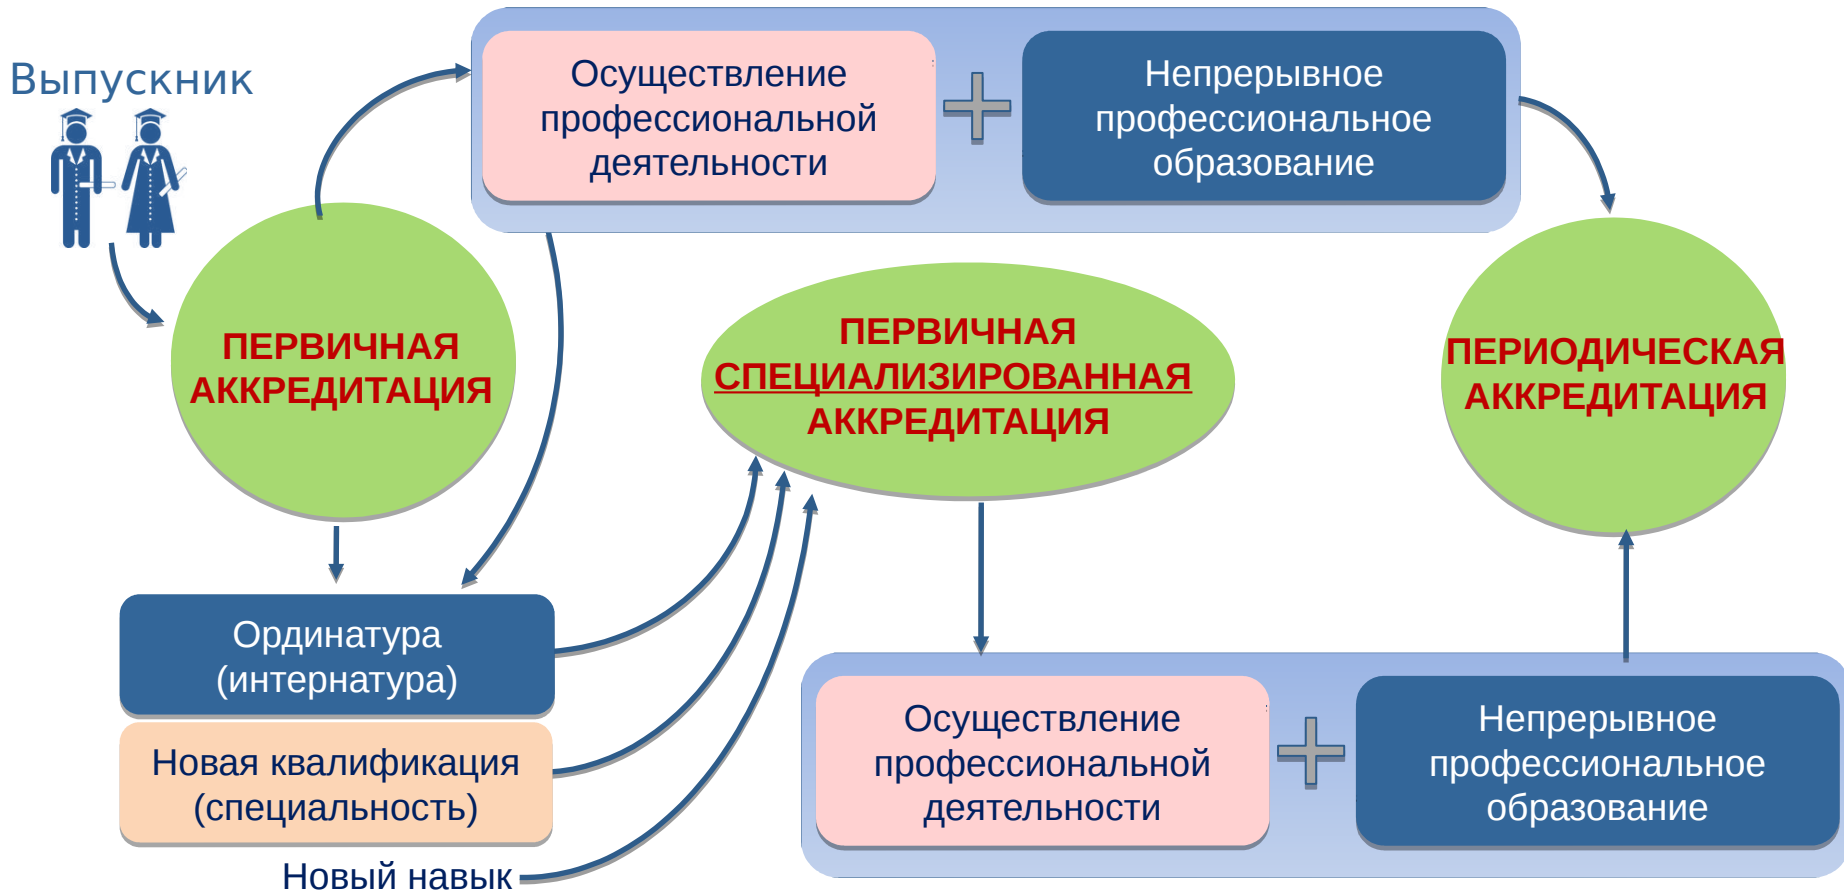 Выпускник
Осуществление
профессиональной
деятельности
Непрерывное
профессиональное
образование
ПЕРВИЧНАЯ
АККРЕДИТАЦИЯ
ПЕРВИЧНАЯ
СПЕЦИАЛИЗИРОВАННАЯ
АККРЕДИТАЦИЯ
ПЕРИОДИЧЕСКАЯ
АККРЕДИТАЦИЯ
Ординатура
(интернатура)
Новая квалификация
(специальность)
Новый навык
Осуществление
профессиональной
деятельности
Непрерывное
профессиональное
образование